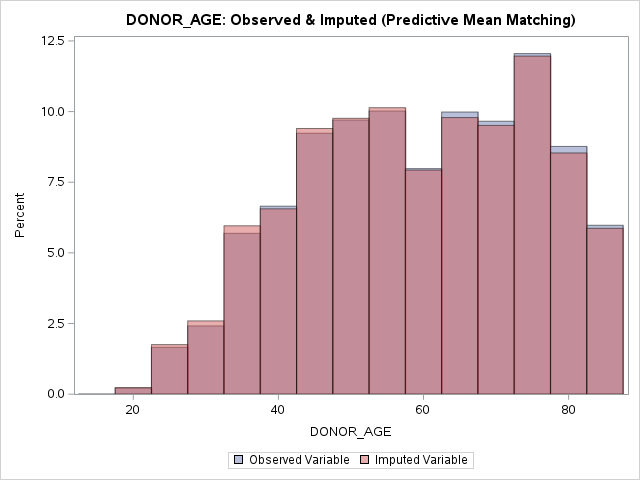 DONOR_AGE: Observed & Imputed (Predictive Mean Matching)
12.5
10.0
7.5
5.0
2.5
0.0
Percent
20 40 60 80
DONOR_AGE
Observed Variable Imputed Variable